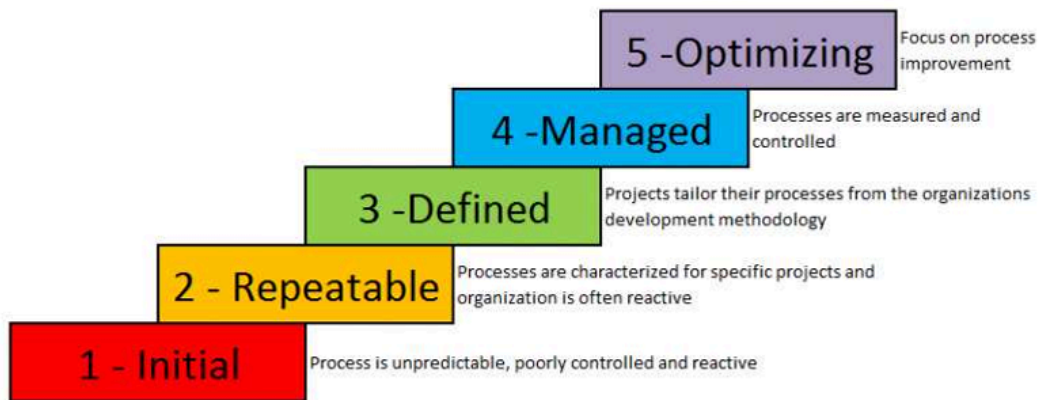 5 -Optimizing
Focus on process
improvement
4 -Managed
Processes are measured and
controlled
3 -Defined
Projects tailor their processes from the organizations
development methodology
2 - Repeatable
Processes are characterized for specific projects and
organization is often reactive
1 - Initial
Process is unpredictable, poorly controlled and reactive